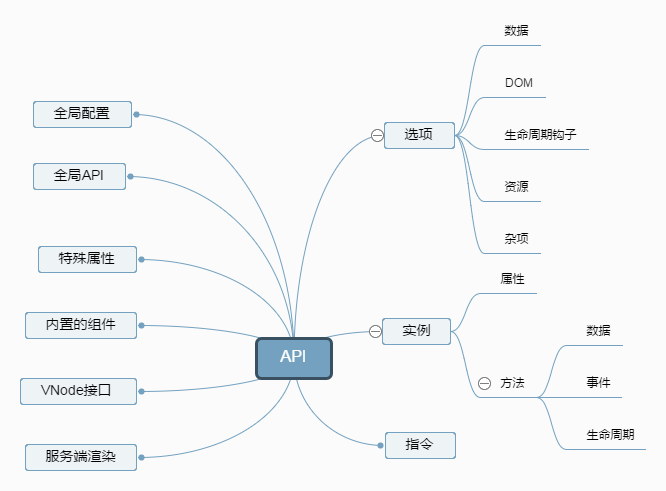 全局配置
全局API
特殊属性
内置的组件
VNode接口
服务端渲染
API
选项
数据
DOM
生命周期钩子
资源
杂项
实例
属性
方法
数据
事件
生命周期
指令